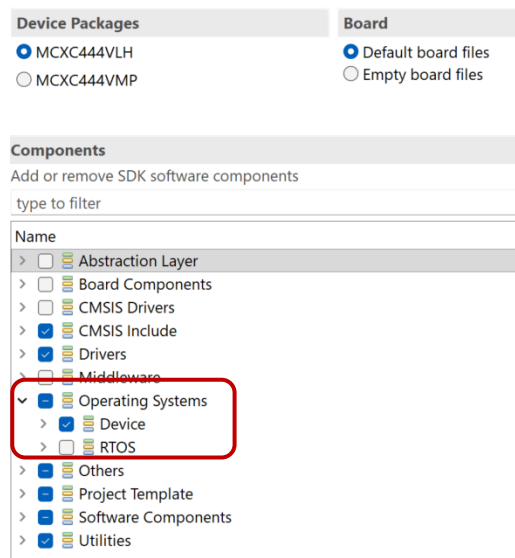 Device Packages
Board
MCXC444VLH
Default board files
MCXC444VMP
Empty board files
Components
Add or remove SDK software components
type to filter
Name
Abstraction Layer
Board Components
CMSIS Drivers
CMSIS Include
Drivers
Middleware
Operating Systems
Device
RTOS
Others
Project Template
Software Components
Utilities